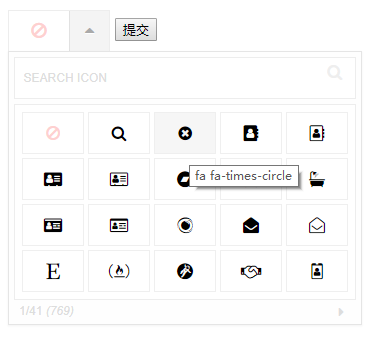 提交
SEARCH ICON
fa fa-times-circle
E
1/41 (769)